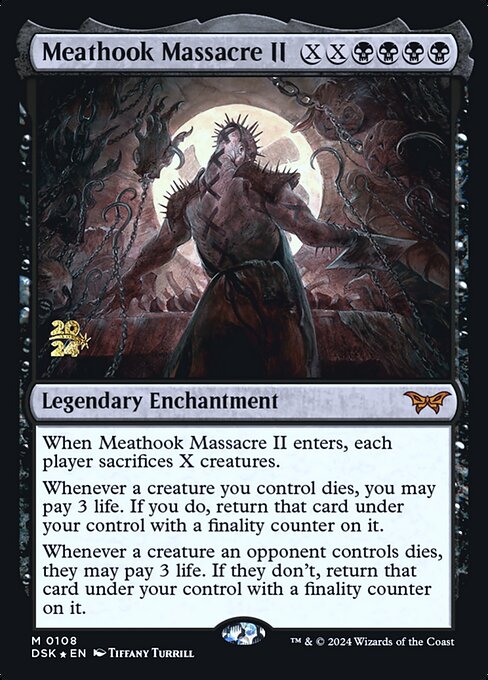 Meathook Massacre II XX
2024
Legendary Enchantment
When Meathook Massacre II enters, each
player sacrifices X creatures.
Whenever a creature you control dies, you may
pay 3 life. If you do, return that card under
your control with a finality counter on it.
Whenever a creature an opponent controls dies,
they may pay 3 life. If they don't, return that
card under your control with a finality counter
on it.
M 0108
DSK ★ EN TIFFANY TURRILL
™ & © 2024 Wizards of the Coast